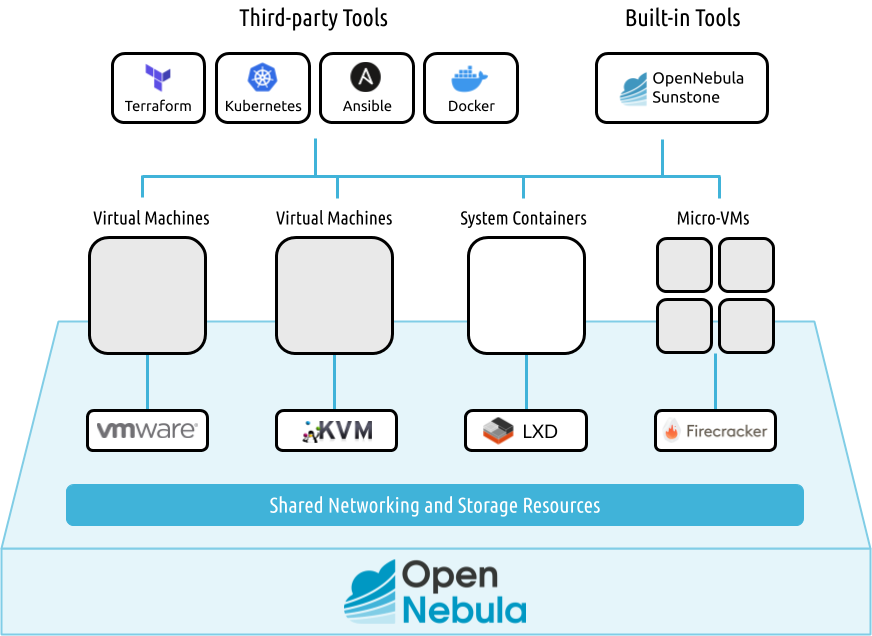 Third-party Tools
Built-in Tools
Terraform
Kubernetes
Ansible
Docker
OpenNebula
Sunstone
Virtual Machines
Virtual Machines
System Containers
Micro-VMs
vmware®
KVM
LXD
Firecracker
Shared Networking and Storage Resources
Open
Nebula